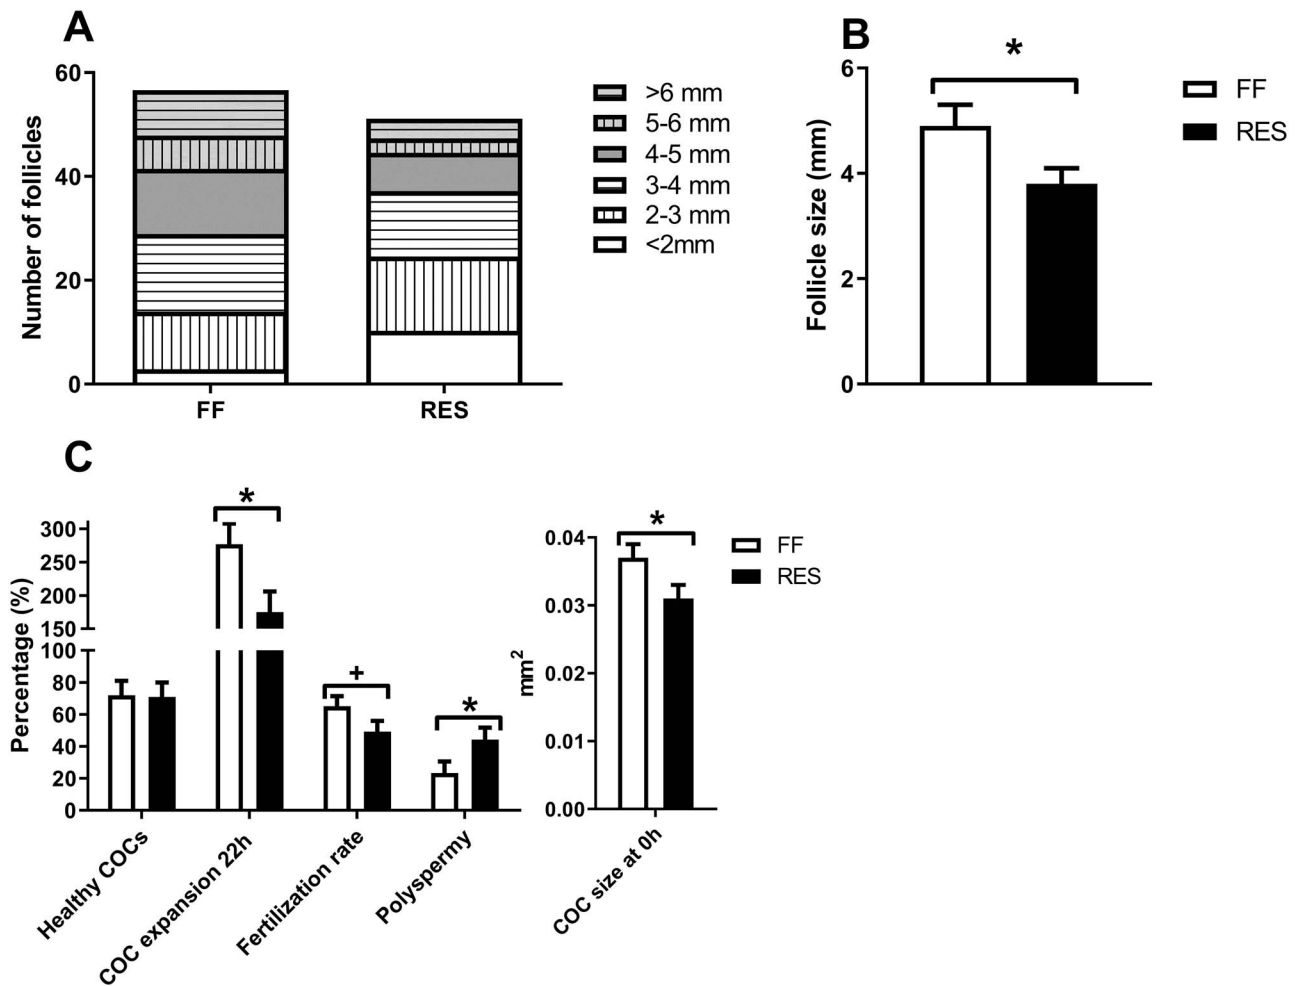 A
60
40
20
0
Number of follicles
FF
RES
>6 mm
5-6 mm
4-5 mm
3-4 mm
2-3 mm
<2mm
B
*
6
4
2
0
Follicle size (mm)
FF
RES
C
300
250
200
150
100
80
60
40
20
0
Percentage (%)
*
+
*
Healthy COCs
COC expansion 22h
Fertilization rate
Polyspermy
*
0.04
0.03
0.02
0.01
0.00
mm²
COC size at 0h
FF
RES